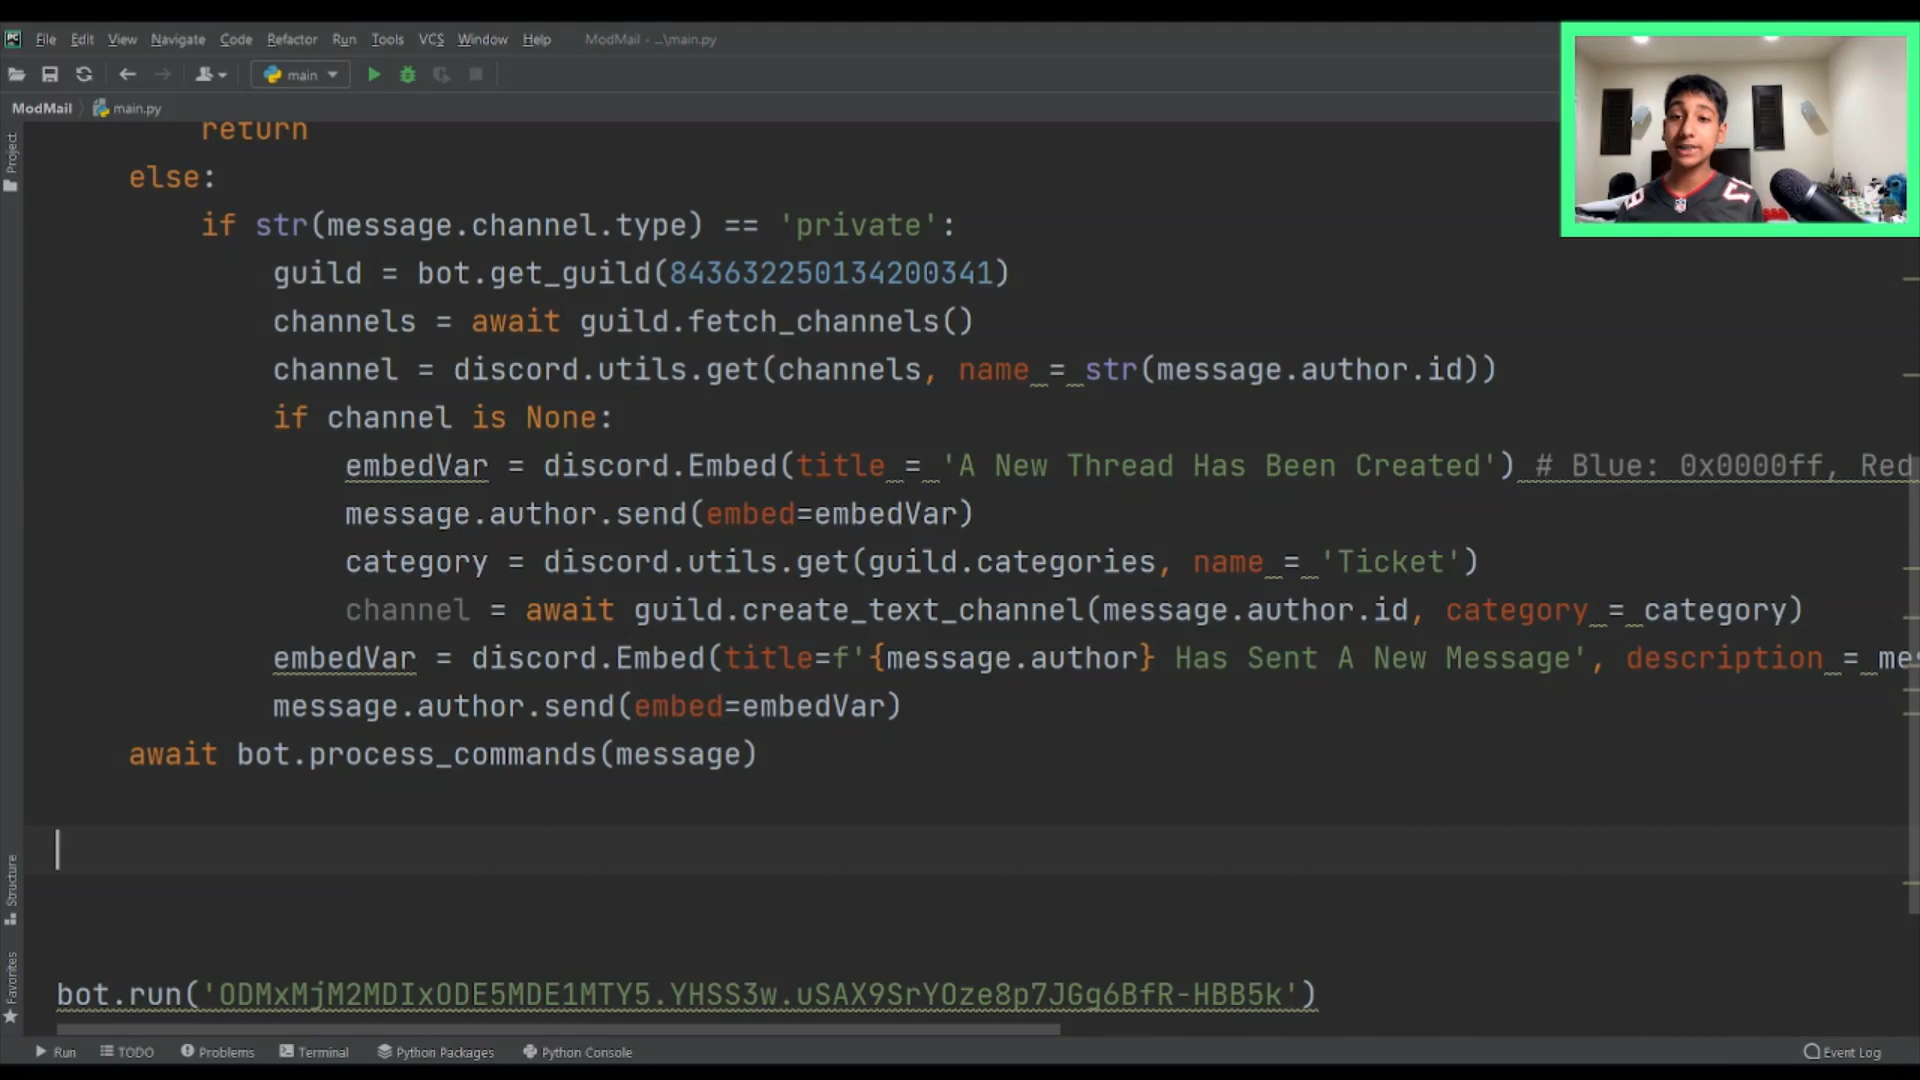 PC File Edit View Navigate Code Refactor Run Tools VCS Window Help ModMail - ...\main.py
main
ModMail main.py
Project
return
else:
if str(message.channel.type) == 'private':
guild = bot.get_guild(843632250134200341)
channels = await guild.fetch_channels()
channel = discord.utils.get(channels, name = str(message.author.id))
if channel is None:
embedVar = discord.Embed(title = 'A New Thread Has Been Created') # Blue: 0x0000ff, Red
message.author.send(embed=embedVar)
category = discord.utils.get(guild.categories, name = 'Ticket')
channel = await guild.create_text_channel(message.author.id, category = category)
embedVar = discord.Embed(title=f'{message.author} Has Sent A New Message', description = mes
message.author.send(embed=embedVar)
await bot.process_commands(message)
Structure
Favorites
bot.run('ODMxMjM2MDIxODE5MDE1MTY5.YHSS3w.uSAX9SrYOze8p7JGg6BfR-HBB5k')
Run TODO Problems Terminal Python Packages Python Console Event Log